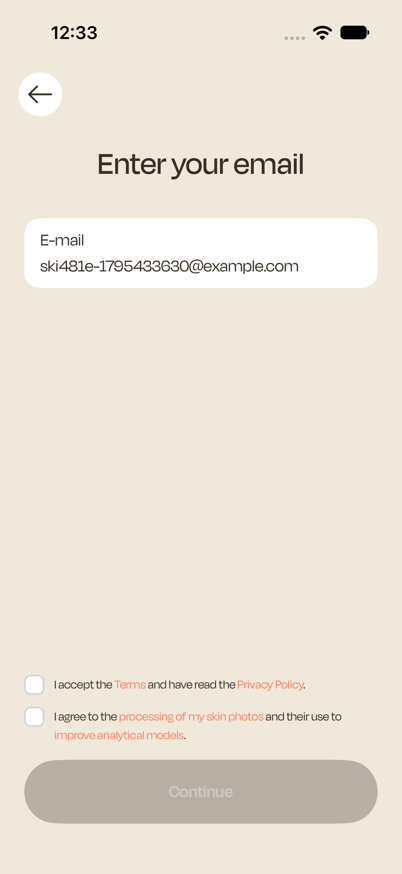 12:33
Enter your email
E-mail
ski481e-1795433630@example.com
I accept the Terms and have read the Privacy Policy.
I agree to the processing of my skin photos and their use to
improve analytical models.
Continue